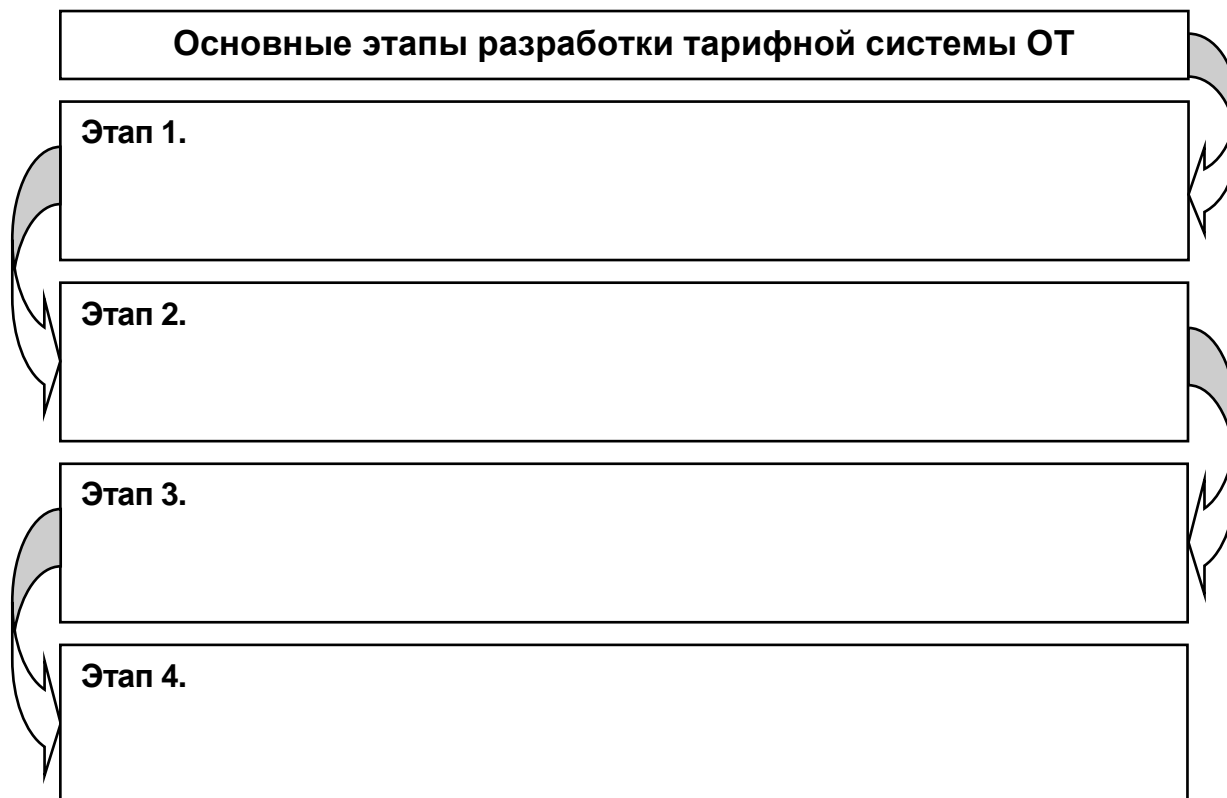 Основные этапы разработки тарифной системы ОТ
Этап 1.
Этап 2.
Этап 3.
Этап 4.